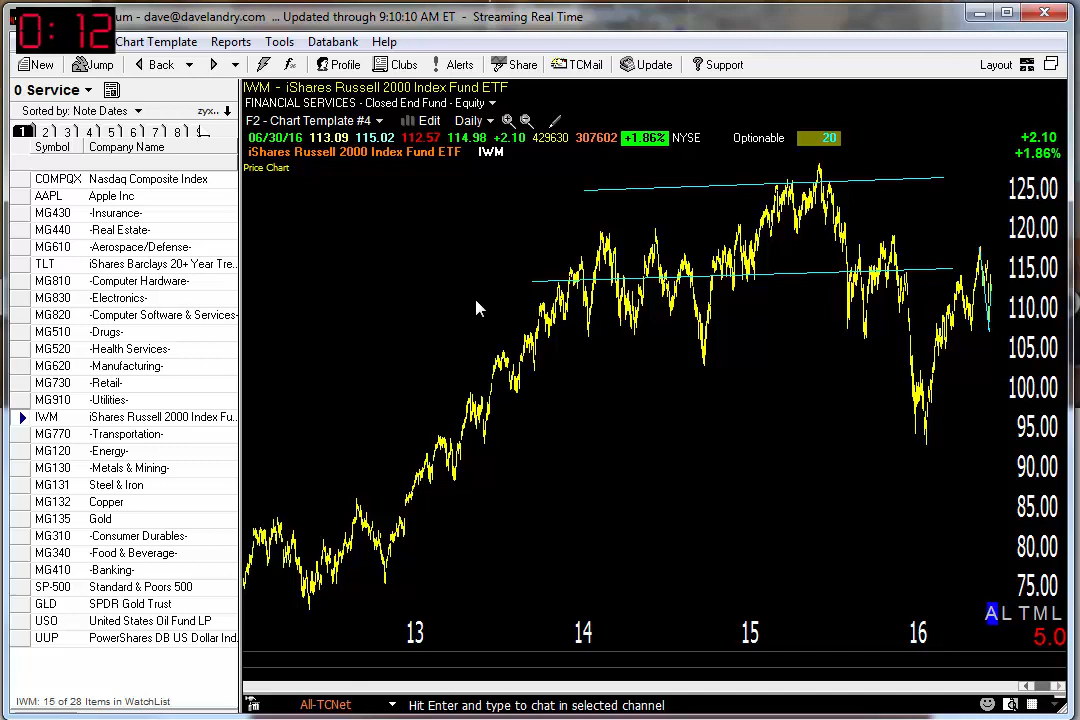 0:12
um - dave@davelandry.com ... Updated through 9:10:10 AM ET - Streaming Real Time
Chart Template Reports Tools Databank Help
New Jump Back Profile Clubs Alerts Share TCMail Update Support Layout
0 Service
Sorted by: Note Dates zyx..
1 2 3 4 5 6 7 8
Symbol Company Name
COMPQX Nasdaq Composite Index
AAPL Apple Inc
MG430 -Insurance-
MG440 -Real Estate-
MG610 -Aerospace/Defense-
TLT iShares Barclays 20+ Year Tre..
MG810 -Computer Hardware-
MG830 -Electronics-
MG820 -Computer Software & Services-
MG510 -Drugs-
MG520 -Health Services-
MG620 -Manufacturing-
MG730 -Retail-
MG910 -Utilities-
IWM iShares Russell 2000 Index Fu..
MG770 -Transportation-
MG120 -Energy-
MG130 -Metals & Mining-
MG131 Steel & Iron
MG132 Copper
MG135 Gold
MG310 -Consumer Durables-
MG340 -Food & Beverage-
MG410 -Banking-
SP-500 Standard & Poors 500
GLD SPDR Gold Trust
USO United States Oil Fund LP
UUP PowerShares DB US Dollar Ind..
IWM: 15 of 28 Items in WatchList
IWM - iShares Russell 2000 Index Fund ETF
FINANCIAL SERVICES - Closed End Fund - Equity
F2 - Chart Template #4 Edit Daily
06/30/16 113.09 115.02 112.57 114.98 +2.10 429630 307602 +1.86% NYSE Optionable 20 +2.10
iShares Russell 2000 Index Fund ETF IWM +1.86%
Price Chart
125.00
120.00
115.00
110.00
105.00
100.00
95.00
90.00
85.00
80.00
75.00
A L T M L
13 14 15 16 5.0
All-TCNet Hit Enter and type to chat in selected channel